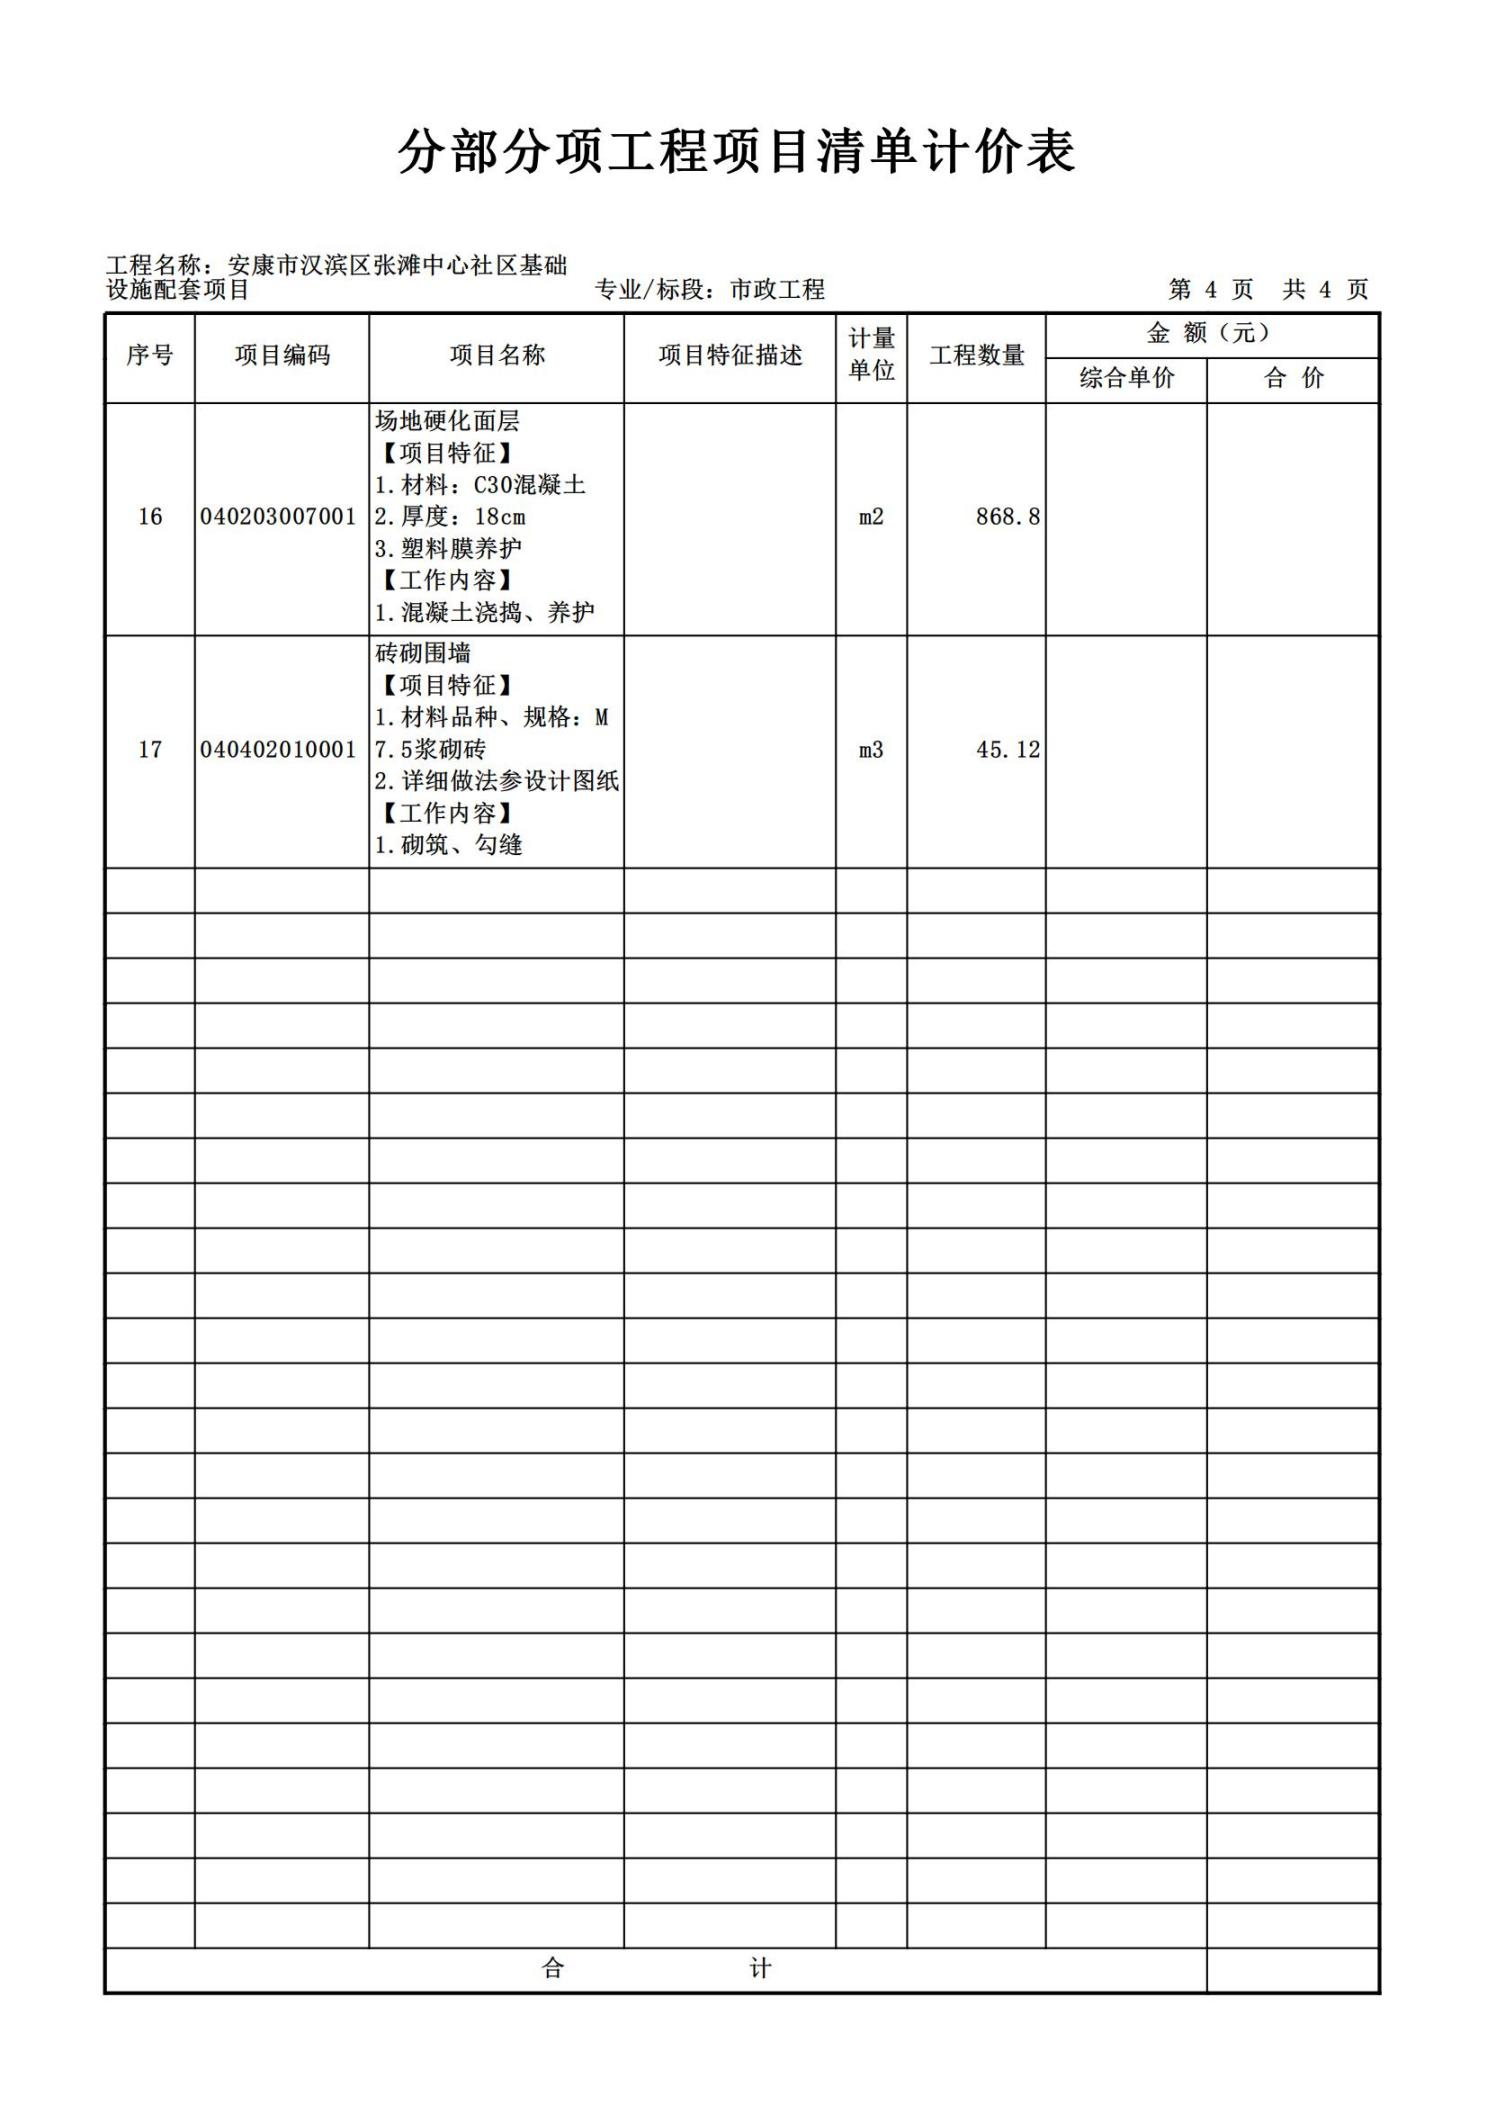 分部分项工程项目清单计价表
工程名称：安康市汉滨区张滩中心社区基础
设施配套项目 专业/标段：市政工程 第 4 页 共 4 页
序号 项目编码 项目名称 项目特征描述 计量
单位 工程数量 金 额（元）
综合单价 合 价
场地硬化面层
【项目特征】
1.材料：C30混凝土
16 040203007001 2.厚度：18cm m2 868.8
3.塑料膜养护
【工作内容】
1.混凝土浇捣、养护
砖砌围墙
【项目特征】
1.材料品种、规格：M
17 040402010001 7.5浆砌砖 m3 45.12
2.详细做法参设计图纸
【工作内容】
1.砌筑、勾缝
合 计